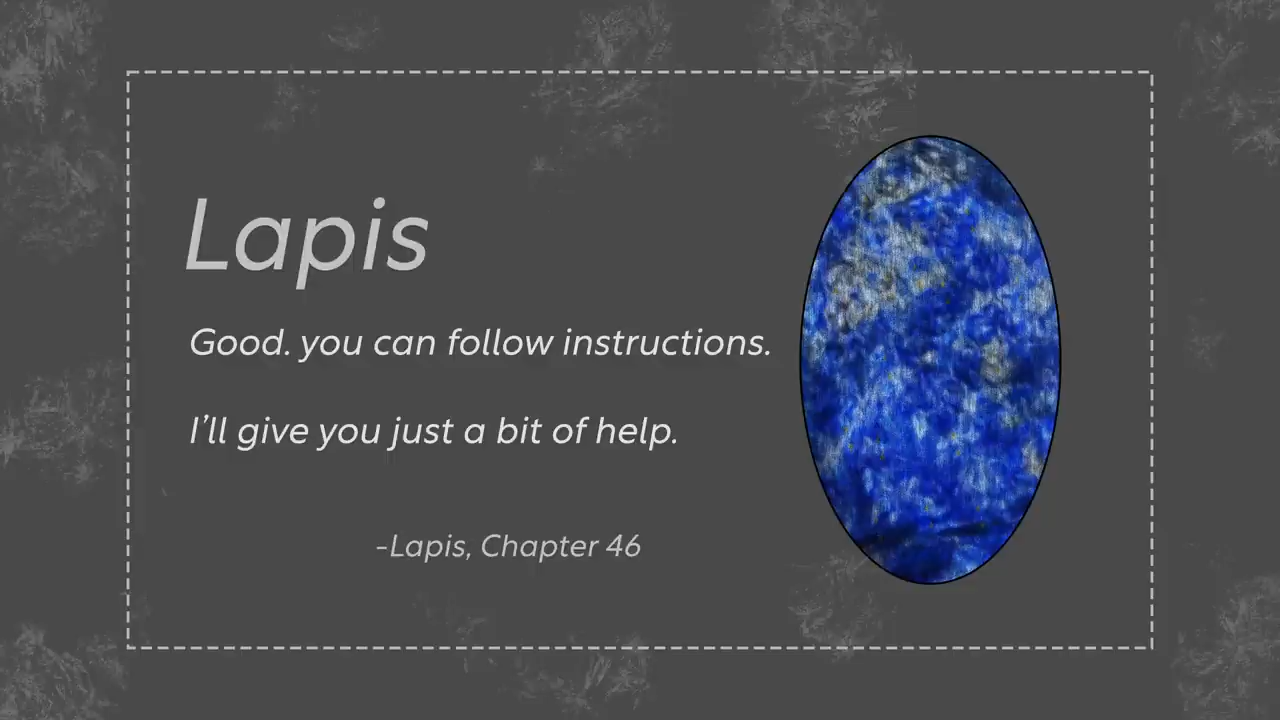 Lapis
Good. you can follow instructions.
I’ll give you just a bit of help.
-Lapis, Chapter 46